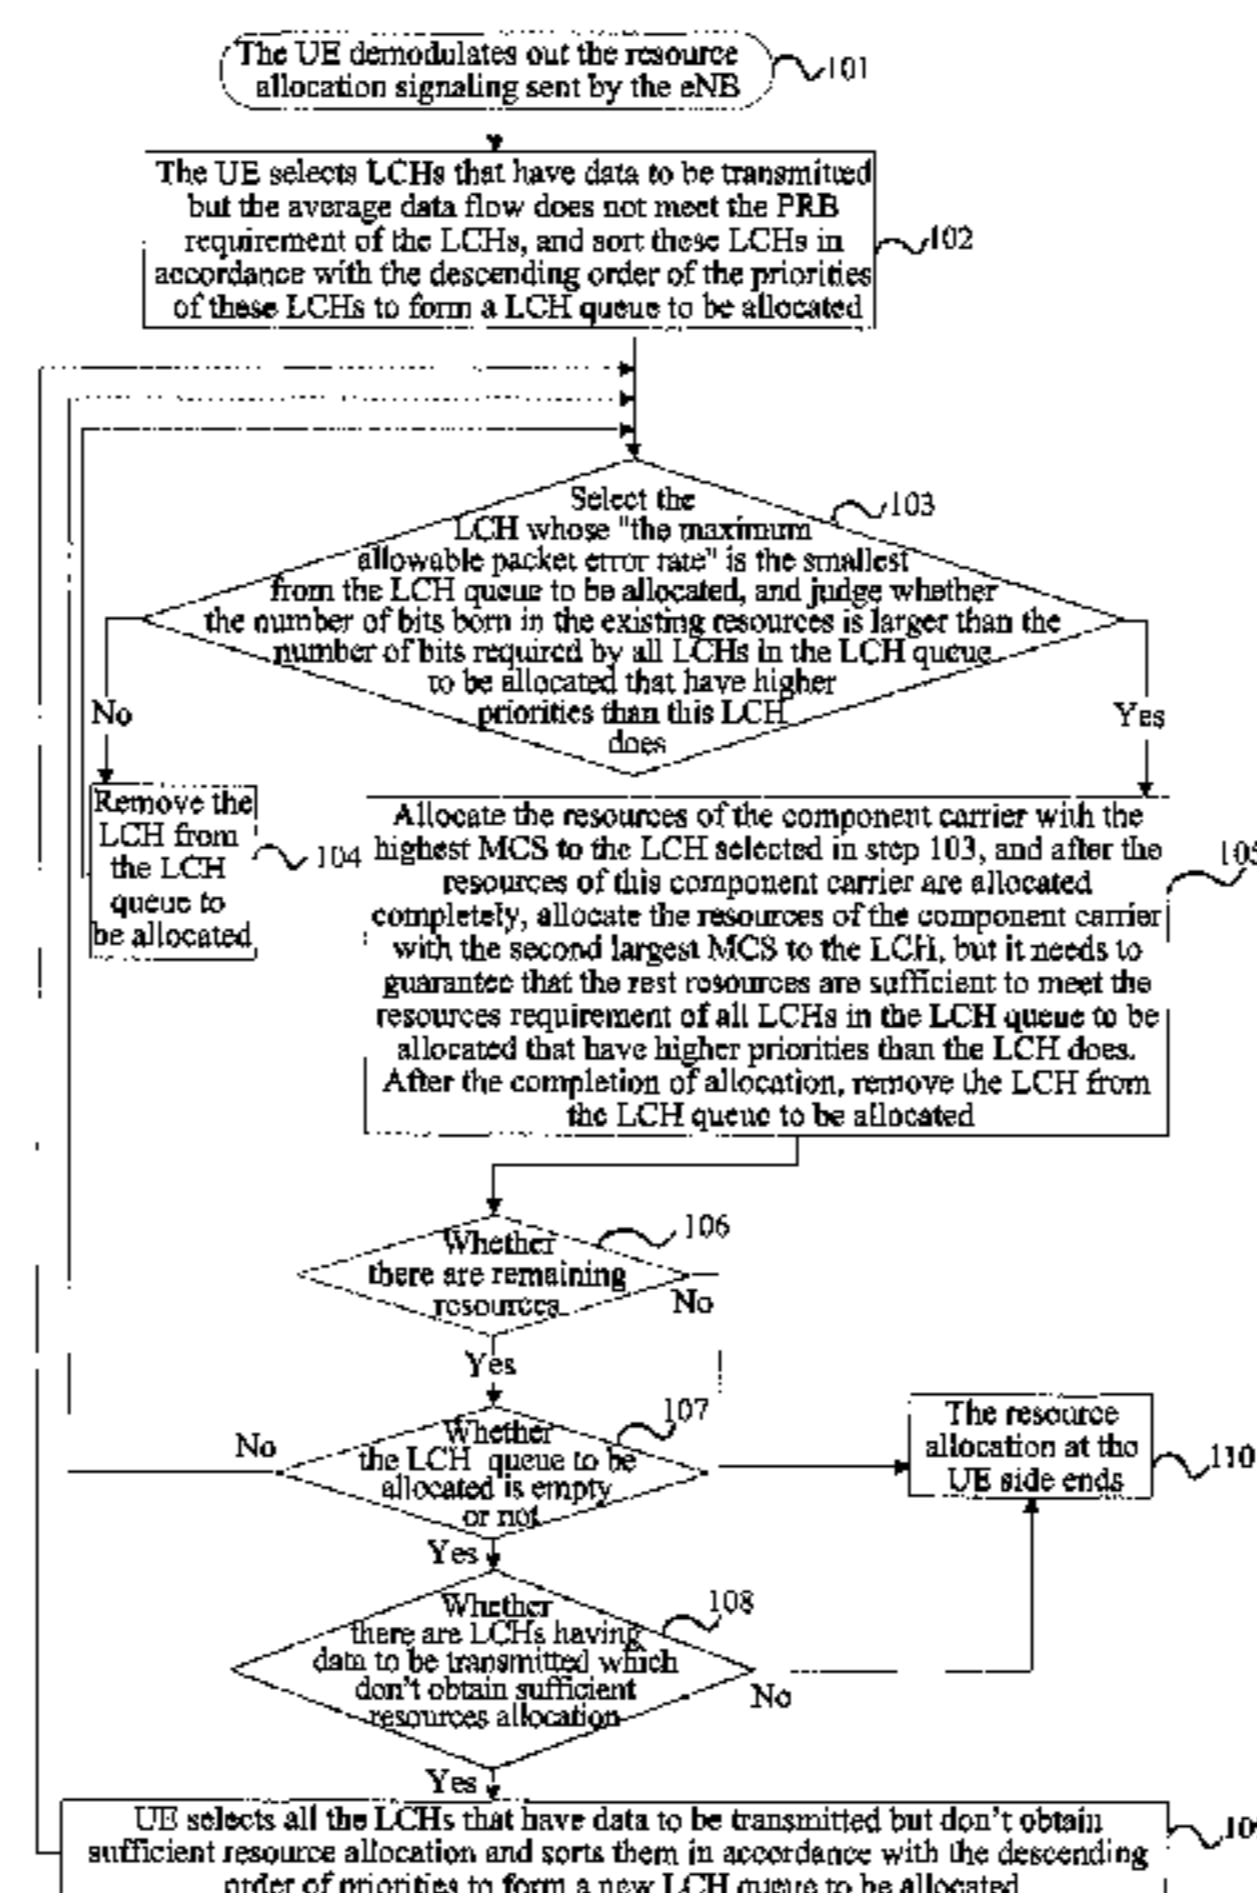 The UE demodulates out the resource
allocation signaling sent by the eNB
101
The UE selects LCHs that have data to be transmitted
but the average data flow does not meet the PRB
requirement of the LCHs, and sort these LCHs in
accordance with the descending order of the priorities
of these LCHs to form a LCH queue to be allocated
102
Select the
LCH whose "the maximum
allowable packet error rate" is the smallest
from the LCH queue to be allocated, and judge whether
the number of bits born in the existing resources is larger than the
number of bits required by all LCHs in the LCH queue
to be allocated that have higher
priorities than this LCH
does
103
No
Yes
Remove the
LCH from
the LCH
queue to
be allocated
104
Allocate the resources of the component carrier with the
highest MCS to the LCH selected in step 103, and after the
resources of this component carrier are allocated
completely, allocate the resources of the component carrier
with the second largest MCS to the LCH, but it needs to
guarantee that the rest resources are sufficient to meet the
resources requirement of all LCHs in the LCH queue to be
allocated that have higher priorities than the LCH does.
After the completion of allocation, remove the LCH from
the LCH queue to be allocated
105
Whether
there are remaining
resources
106
No
Yes
Whether
the LCH queue to be
allocated is empty
or not
107
No
The resource
allocation at the
UE side ends
110
Yes
Whether
there are LCHs having
data to be transmitted which
don't obtain sufficient
resources allocation
108
No
Yes
UE selects all the LCHs that have data to be transmitted but don't obtain
sufficient resource allocation and sorts them in accordance with the descending
order of priorities to form a new LCH queue to be allocated